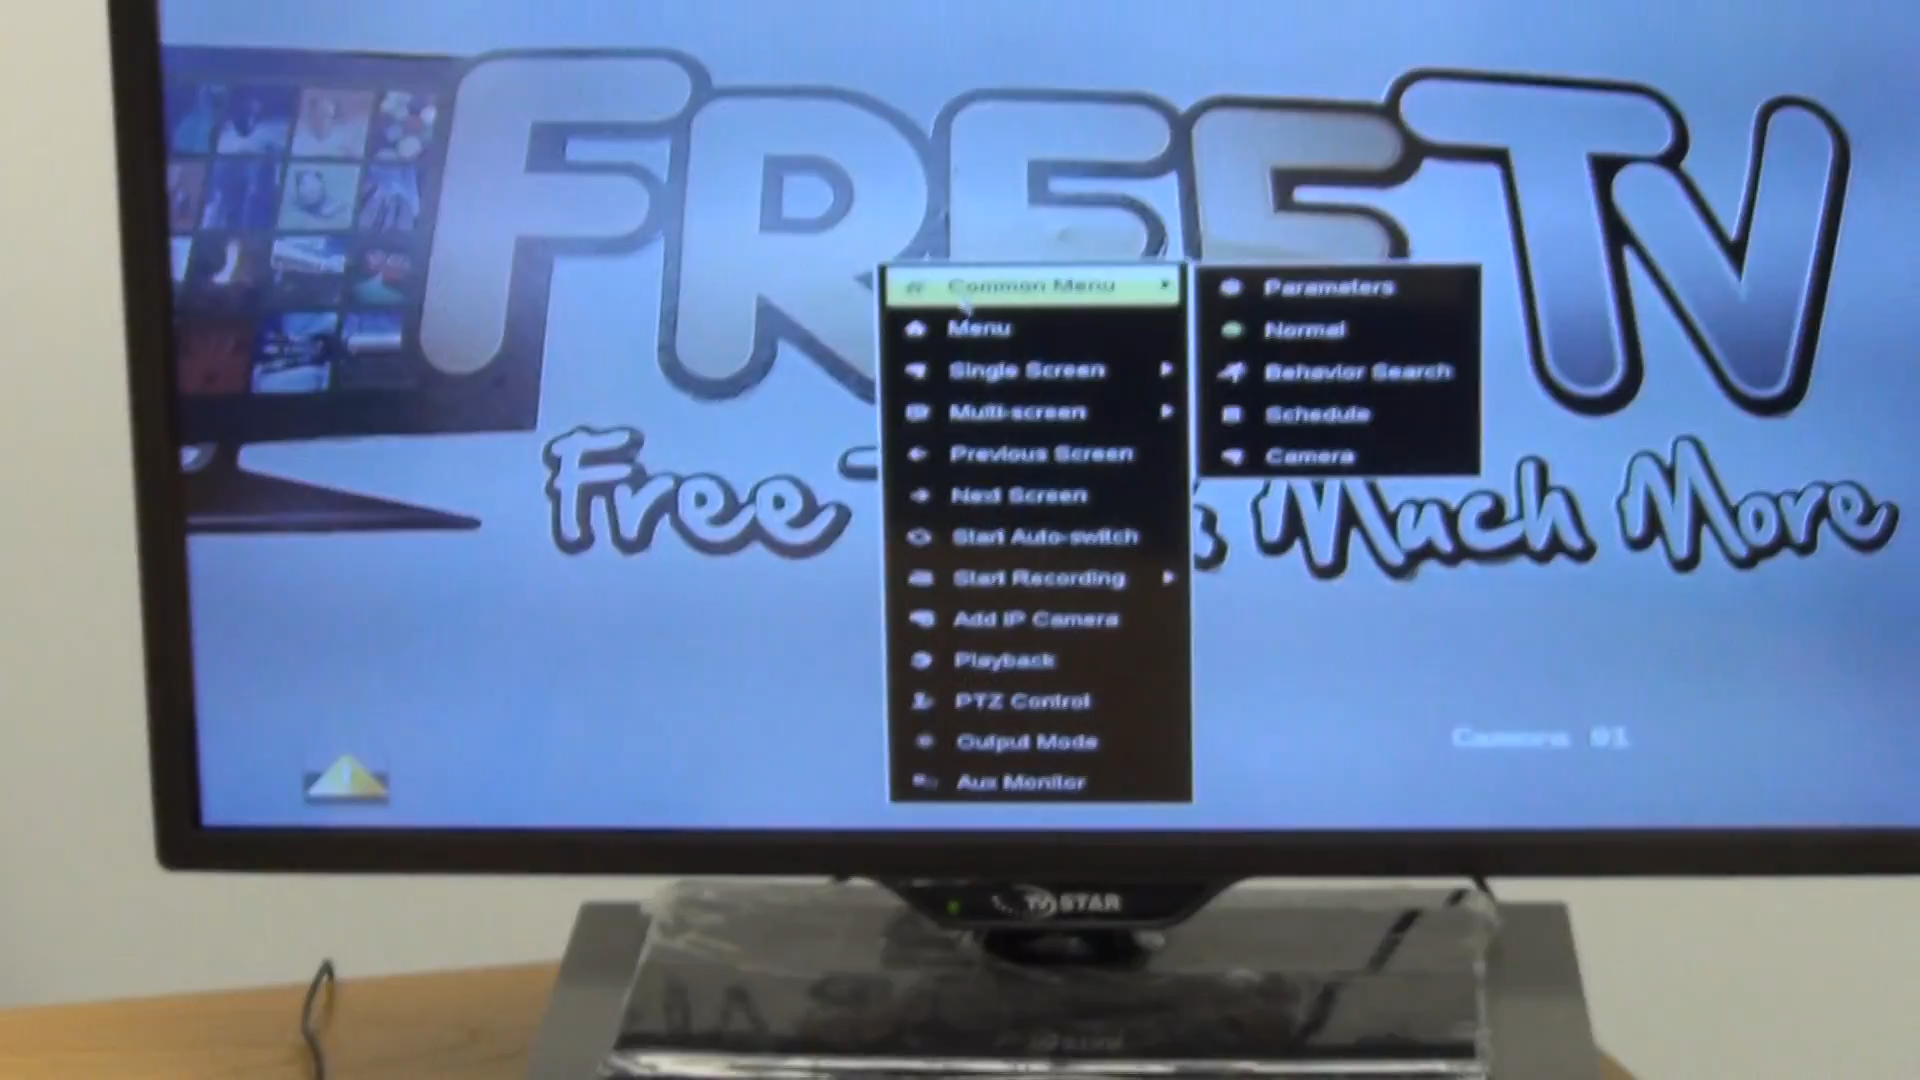 FREE TV
Free
& Much More
Common Menu
Menu
Single Screen
Multi-screen
Previous Screen
Next Screen
Start Auto-switch
Start Recording
Add IP Camera
Playback
PTZ Control
Output Mode
Aux Monitor
Parameters
Normal
Behavior Search
Schedule
Camera
Camera 01
TV STAR